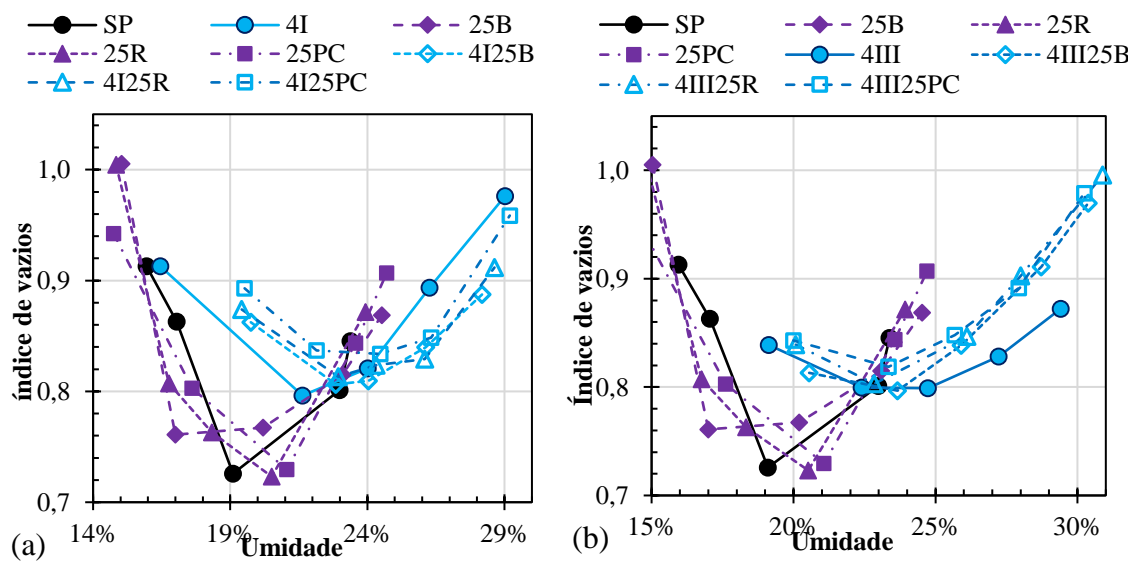 SP 4I 25B
25R 25PC 4I25B
4I25R 4I25PC
índice de vazios
1,0
0,9
0,8
0,7
14% 19% 24% 29%
Umidade
(a)
SP 25B 25R
25PC 4III 4III25B
4III25R 4III25PC
Índice de vazios
1,0
0,9
0,8
0,7
15% 20% 25% 30%
Umidade
(b)